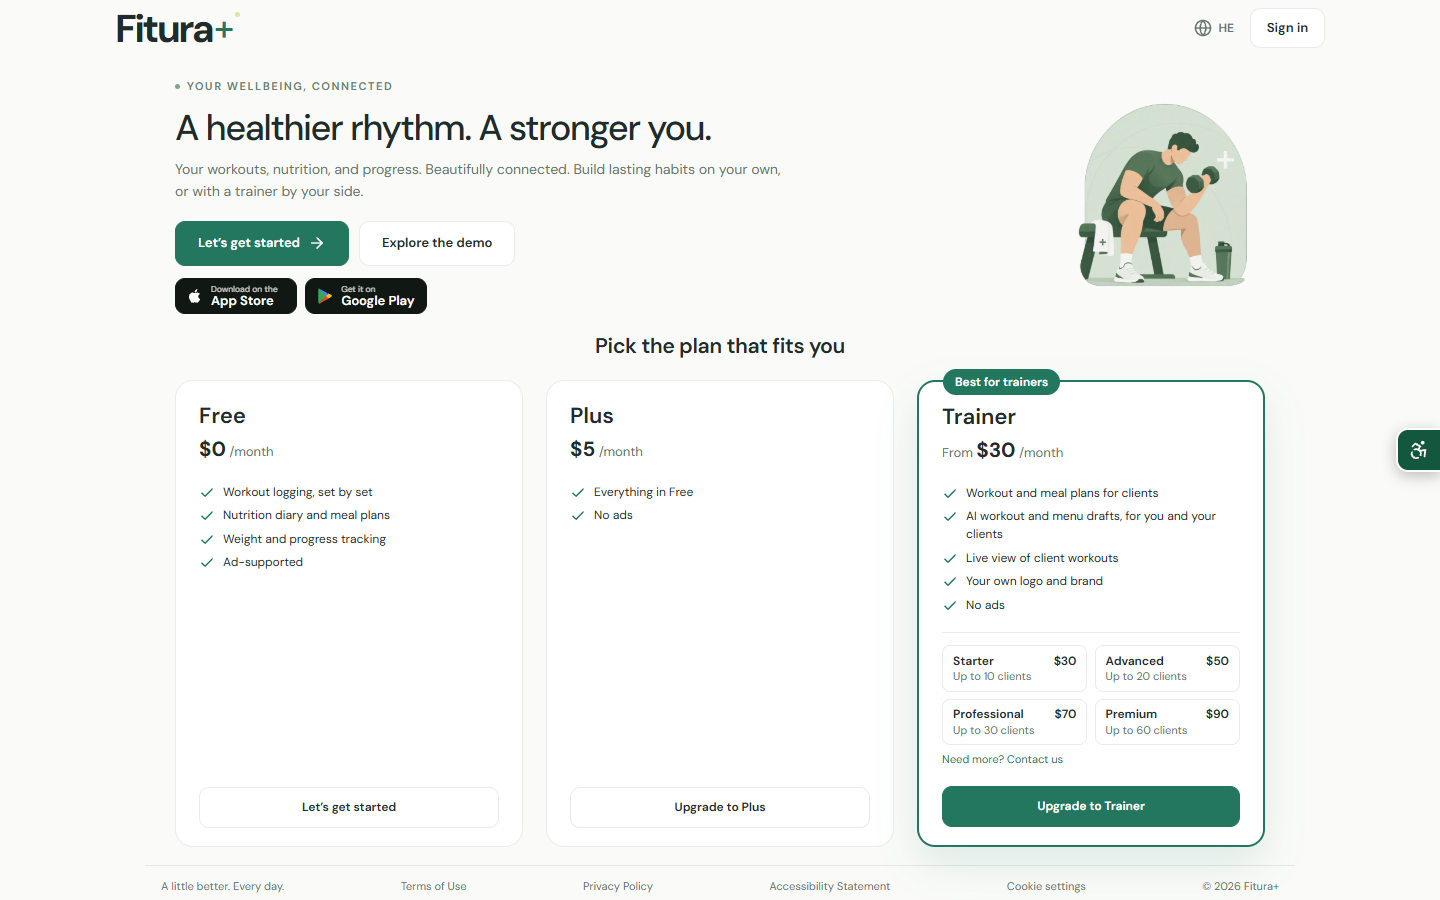 Fitura+
HE
Sign in
YOUR WELLBEING, CONNECTED
A healthier rhythm. A stronger you.
Your workouts, nutrition, and progress. Beautifully connected. Build lasting habits on your own,
or with a trainer by your side.
Let's get started
Explore the demo
Download on the
App Store
Get it on
Google Play
Pick the plan that fits you
Free
$0 /month
Workout logging, set by set
Nutrition diary and meal plans
Weight and progress tracking
Ad-supported
Let's get started
Plus
$5 /month
Everything in Free
No ads
Upgrade to Plus
Best for trainers
Trainer
From $30 /month
Workout and meal plans for clients
AI workout and menu drafts, for you and your
clients
Live view of client workouts
Your own logo and brand
No ads
Starter $30
Up to 10 clients
Advanced $50
Up to 20 clients
Professional $70
Up to 30 clients
Premium $90
Up to 60 clients
Need more? Contact us
Upgrade to Trainer
A little better. Every day.
Terms of Use
Privacy Policy
Accessibility Statement
Cookie settings
© 2026 Fitura+